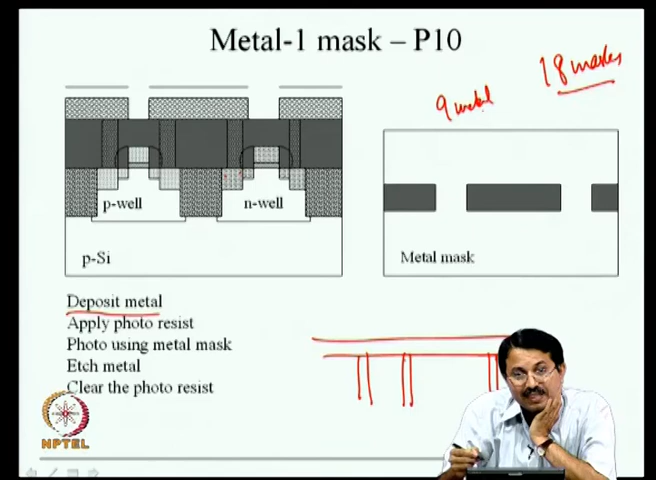 Metal-1 mask – P10
18 masks
9 metal
p-well
n-well
p-Si
Metal mask
Deposit metal
Apply photo resist
Photo using metal mask
Etch metal
Clear the photo resist
NPTEL